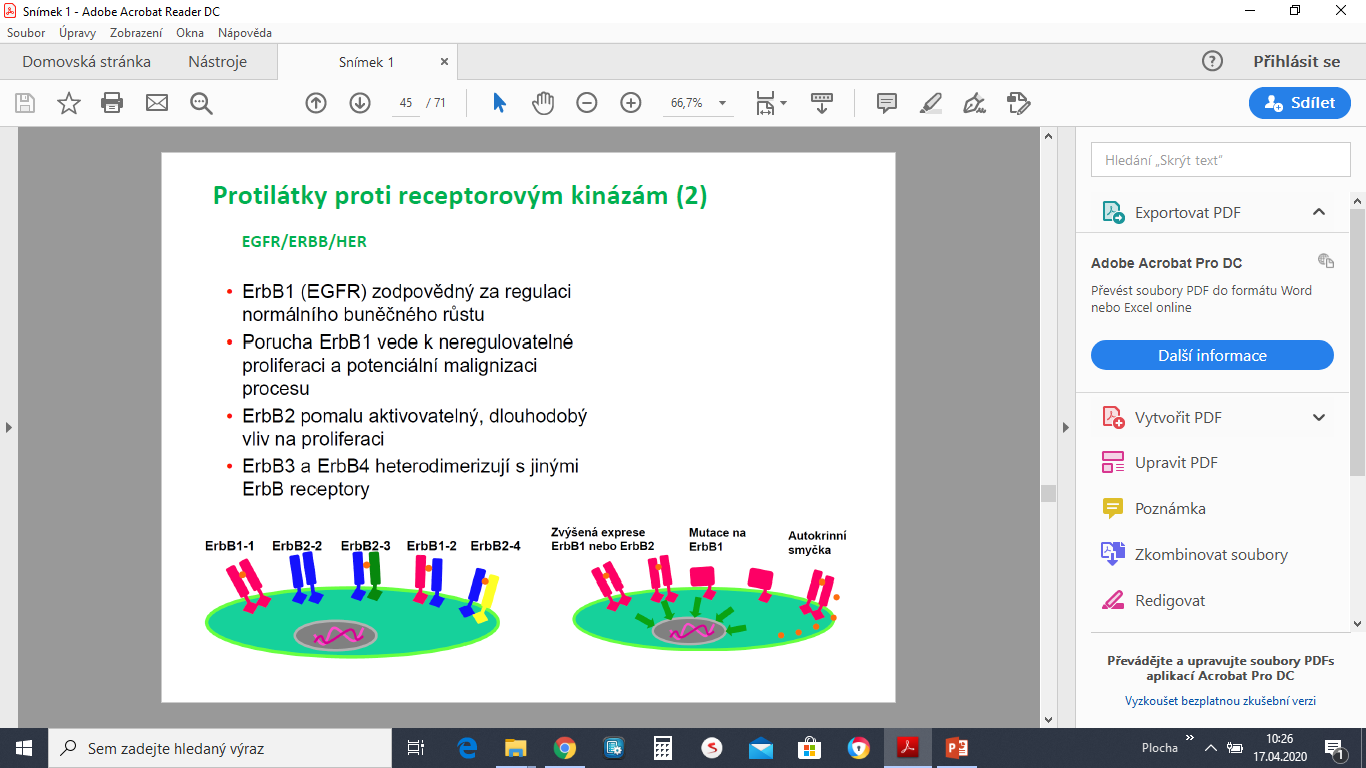 Snímek 1 - Adobe Acrobat Reader DC
Soubor Úpravy Zobrazení Okna Nápověda
Domovská stránka Nástroje Snímek 1 × ? Přihlásit se
45 / 71 66,7% Sdílet
Protilátky proti receptorovým kinázám (2)
EGFR/ERBB/HER
• ErbB1 (EGFR) zodpovědný za regulaci
normálního buněčného růstu
• Porucha ErbB1 vede k neregulovatelné
proliferaci a potenciální malignizaci
procesu
• ErbB2 pomalu aktivovatelný, dlouhodobý
vliv na proliferaci
• ErbB3 a ErbB4 heterodimerizují s jinými
ErbB receptory
ErbB1-1 ErbB2-2 ErbB2-3 ErbB1-2 ErbB2-4
Zvýšená exprese
ErbB1 nebo ErbB2
Mutace na
ErbB1
Autokrinní
smyčka
Hledání „Skrýt text"
Exportovat PDF
Adobe Acrobat Pro DC
Převést soubory PDF do formátu Word
nebo Excel online
Další informace
Vytvořit PDF
Upravit PDF
Poznámka
Zkombinovat soubory
Redigovat
Převádějte a upravujte soubory PDFs
aplikací Acrobat Pro DC
Vyzkoušet bezplatnou zkušební verzi
Sem zadejte hledaný výraz
Plocha »
10:26
17.04.2020
1